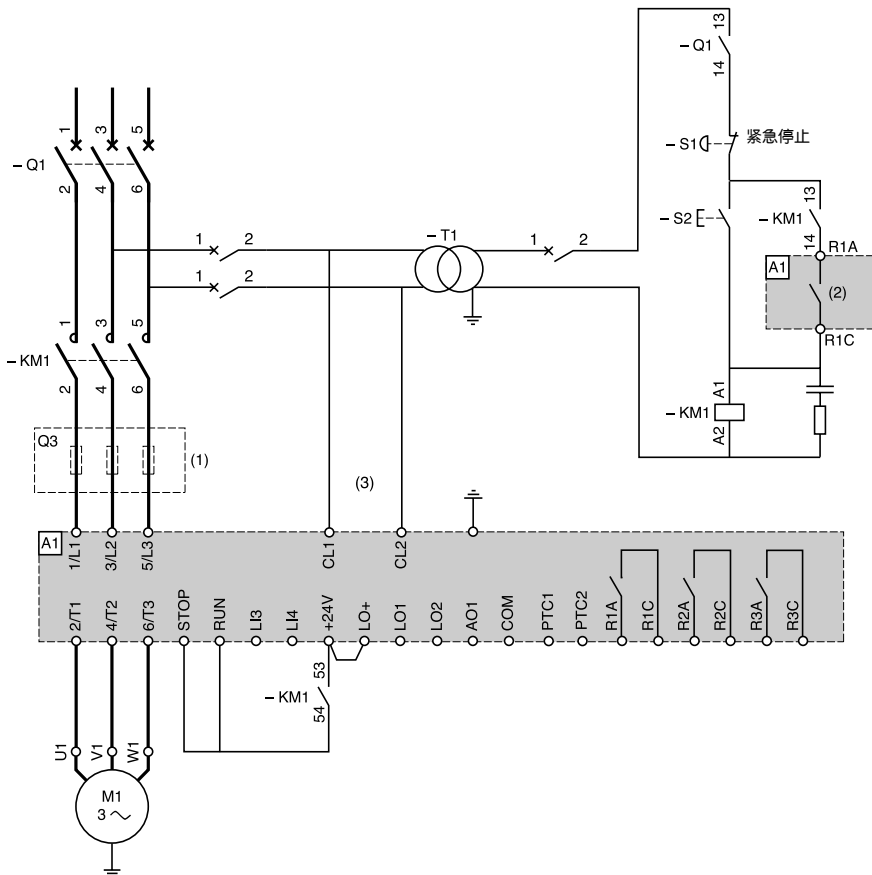 13
– Q1
14
1 3 5
– Q1
2 4 6
– S1 紧急停止
– S2
13
– KM1
14
R1A
A1
(2)
R1C
– T1
1 2
1 2
1 2
1 3 5
– KM1
2 4 6
A1
– KM1
A2
Q3
(1)
(3)
A1
1/L1 3/L2 5/L3 CL1 CL2
2/T1 4/T2 6/T3 STOP RUN LI3 LI4 +24V LO+ LO1 LO2 AO1 COM PTC1 PTC2 R1A R1C R2A R2C R3A R3C
53
– KM1
54
U1 V1 W1
M1
3